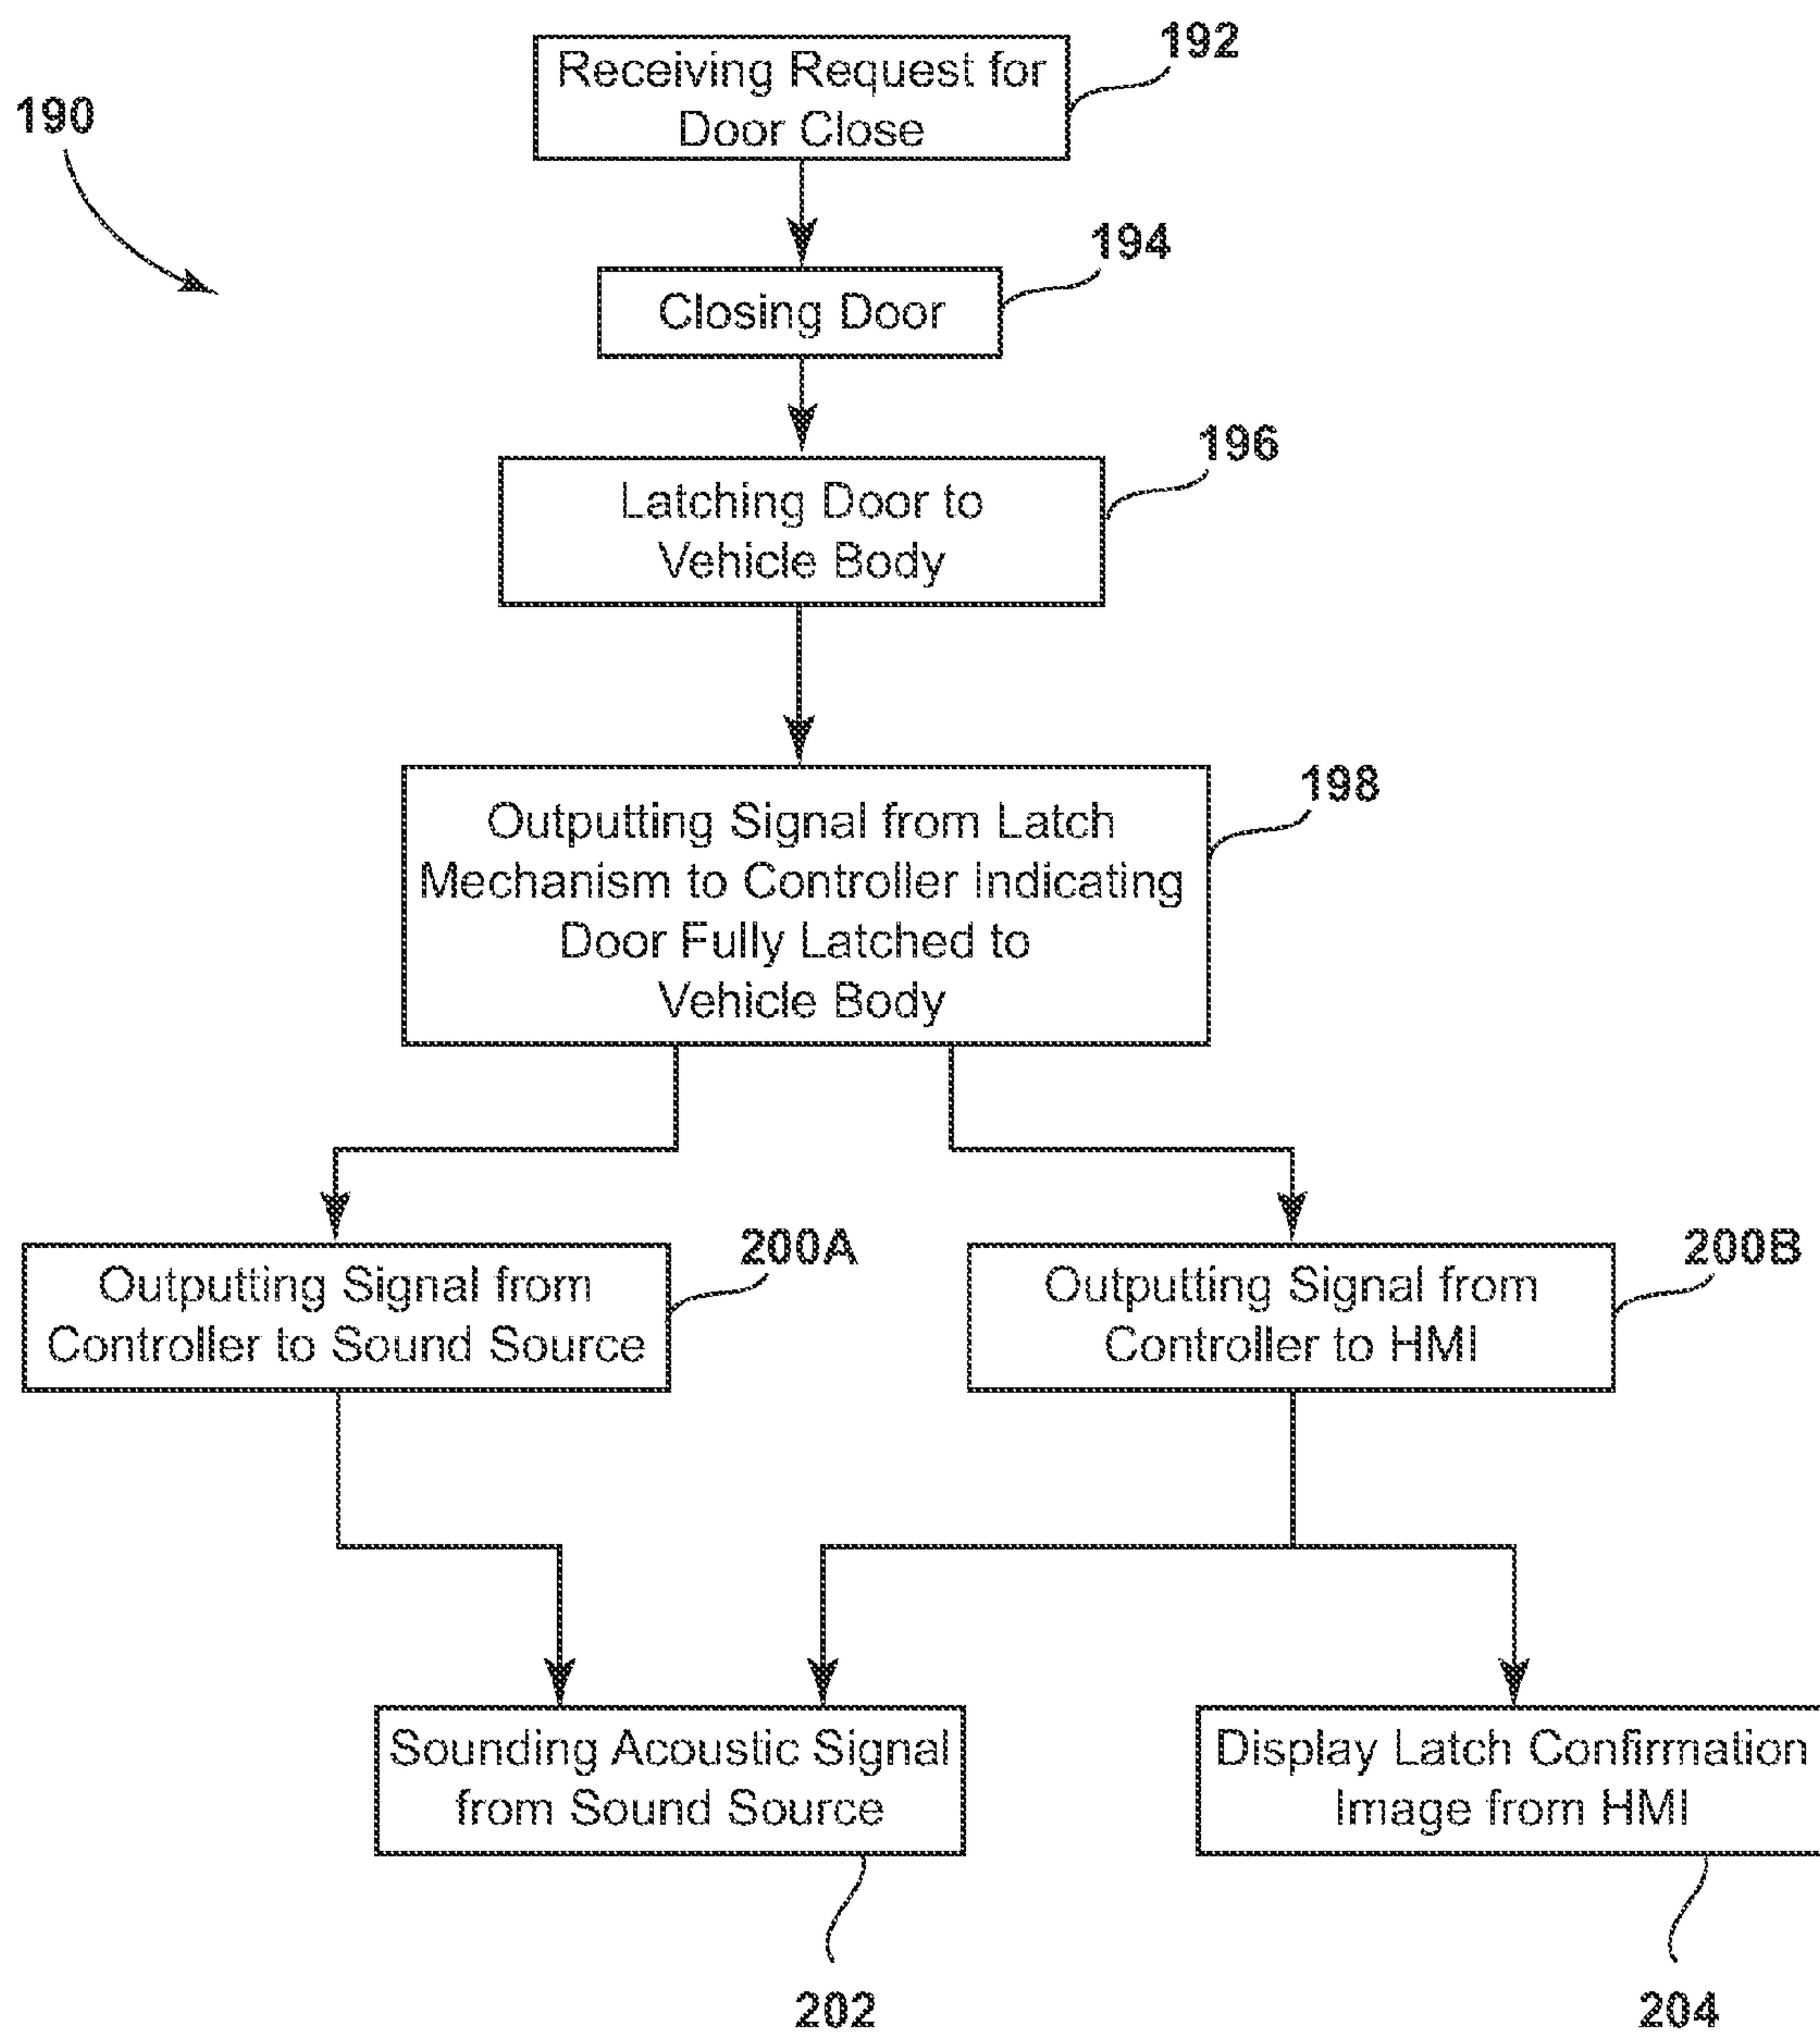 192
Receiving Request for
Door Close
190
194
Closing Door
196
Latching Door to
Vehicle Body
198
Outputting Signal from Latch
Mechanism to Controller Indicating
Door Fully Latched to
Vehicle Body
200A
Outputting Signal from
Controller to Sound Source
200B
Outputting Signal from
Controller to HMI
Sounding Acoustic Signal
from Sound Source
Display Latch Confirmation
Image from HMI
202
204